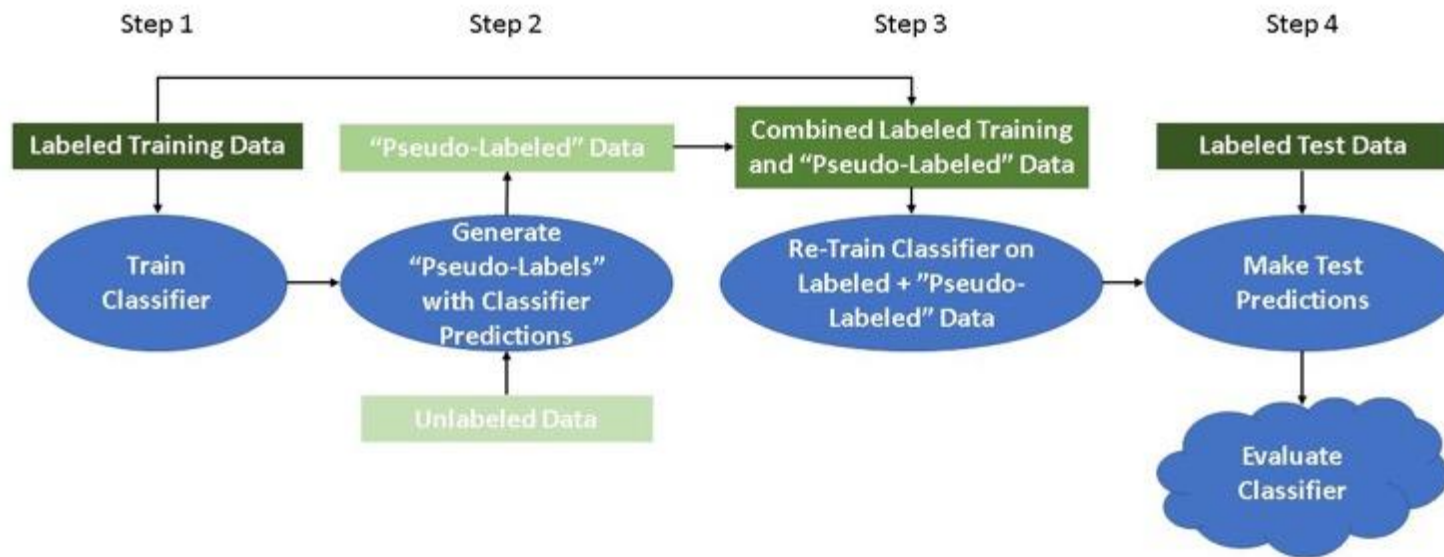 Step 1
Step 2
Step 3
Step 4
Labeled Training Data
“Pseudo-Labeled” Data
Combined Labeled Training
and “Pseudo-Labeled” Data
Labeled Test Data
Train
Classifier
Generate
“Pseudo-Labels”
with Classifier
Predictions
Re-Train Classifier on
Labeled + ”Pseudo-
Labeled” Data
Make Test
Predictions
Unlabeled Data
Evaluate
Classifier